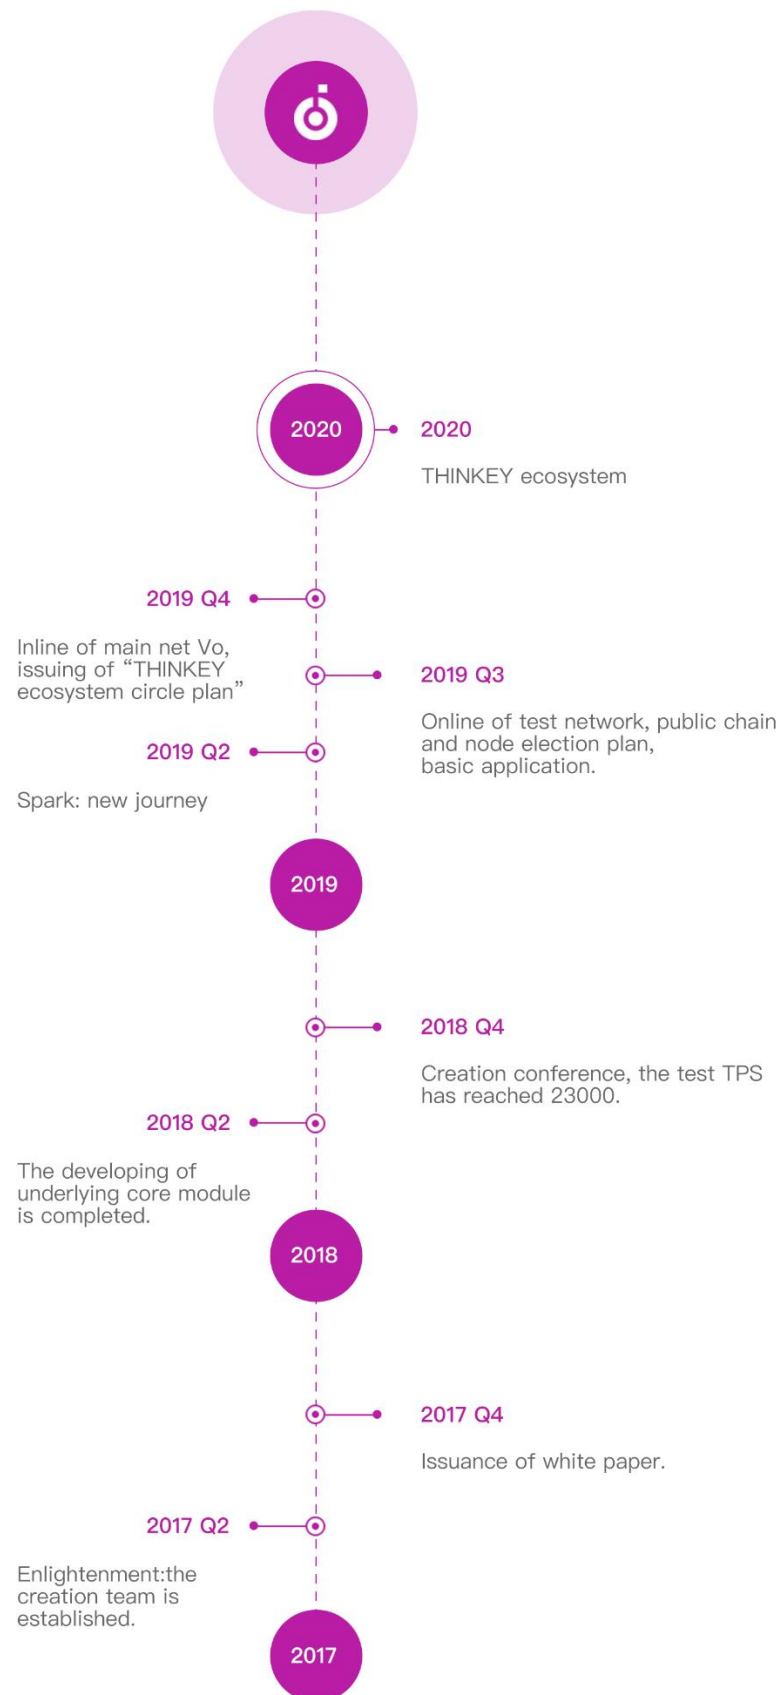 2020
2020
THINKEY ecosystem
2019 Q4
Inline of main net Vo,
issuing of “THINKEY
ecosystem circle plan”
2019 Q3
Online of test network, public chain
and node election plan,
basic application.
2019 Q2
Spark: new journey
2019
2018 Q4
Creation conference, the test TPS
has reached 23000.
2018 Q2
The developing of
underlying core module
is completed.
2018
2017 Q4
Issuance of white paper.
2017 Q2
Enlightenment:the
creation team is
established.
2017